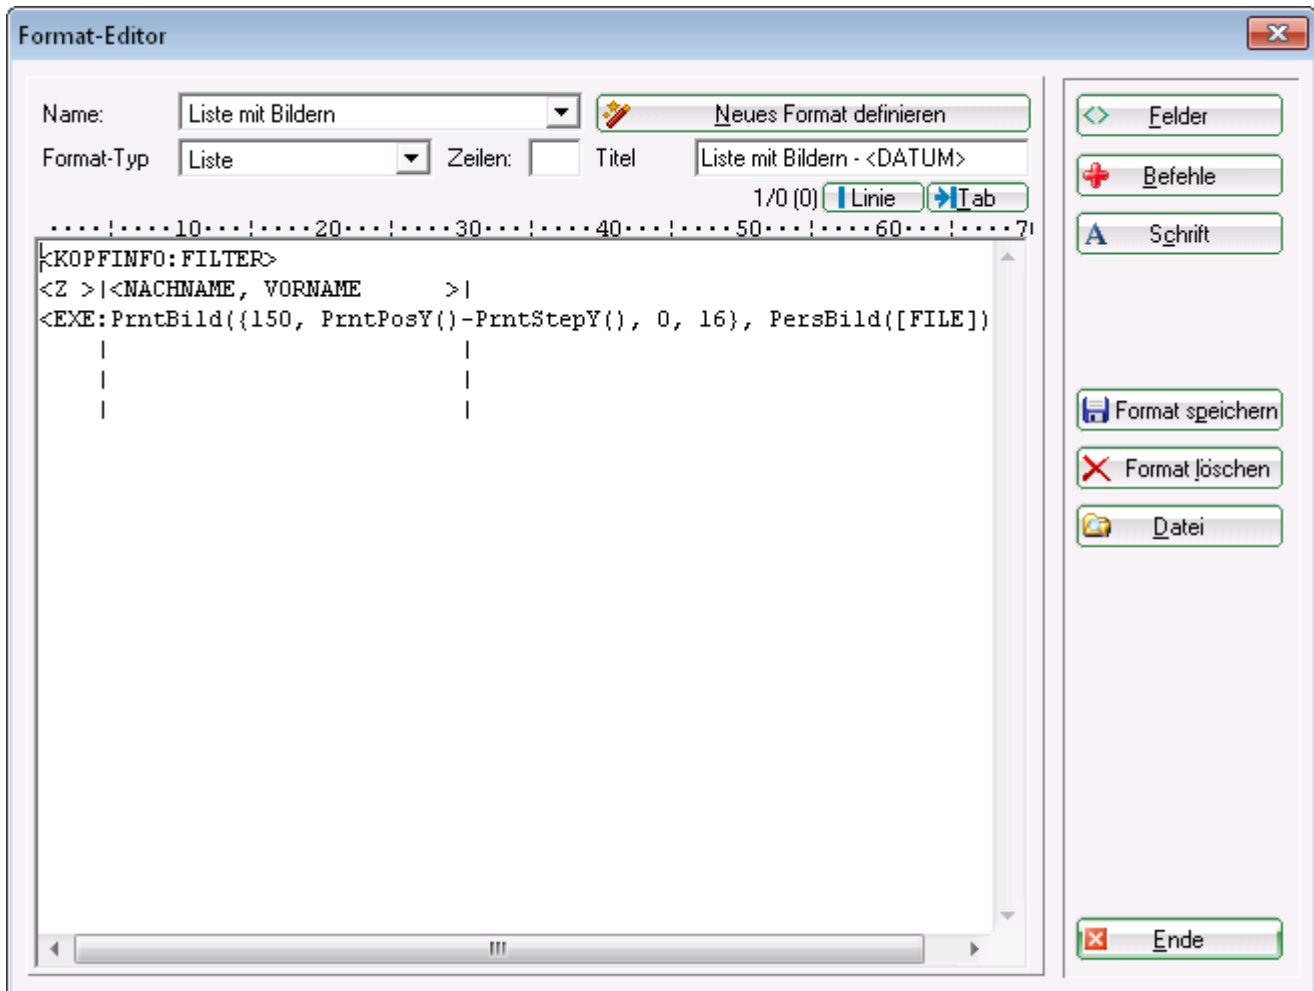 Format-Editor
Name: Liste mit Bildern Neues Format definieren
Format-Typ Liste Zeilen: Titel Liste mit Bildern - <DATUM>
1/0 (0) Linie Tab
....¦....10...¦....20...¦....30...¦....40...¦....50...¦....60...¦....7
<KOPFINFO:FILTER>
<Z >|<NACHNAME, VORNAME      >|
<EXE:PrntBild({150, PrntPosY()-PrntStepY(), 0, 16}, PersBild([FILE])
|                         |
|                         |
|                         |
Felder
Befehle
Schrift
Format speichern
Format löschen
Datei
Ende